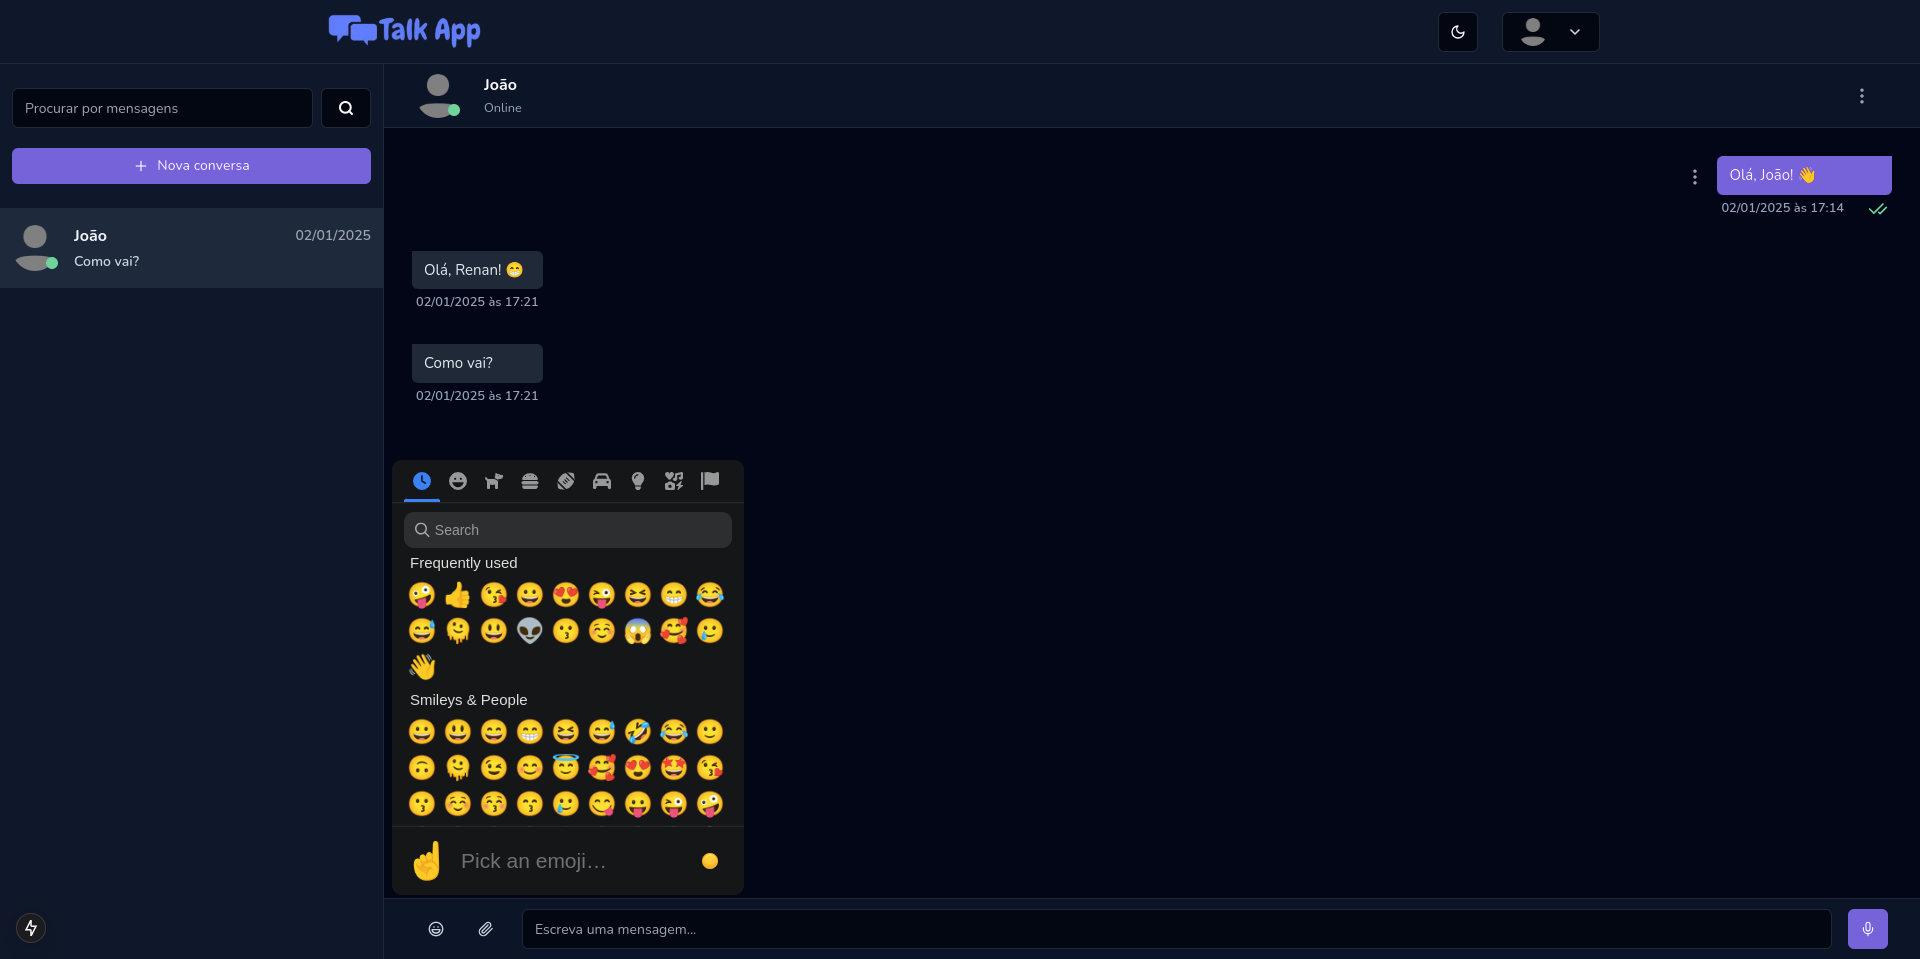 Talk App
Procurar por mensagens
Nova conversa
João
02/01/2025
Como vai?
João
Online
Olá, João! 👋
02/01/2025 às 17:14
Olá, Renan! 😁
02/01/2025 às 17:21
Como vai?
02/01/2025 às 17:21
Search
Frequently used
Smileys & People
Pick an emoji…
Escreva uma mensagem...